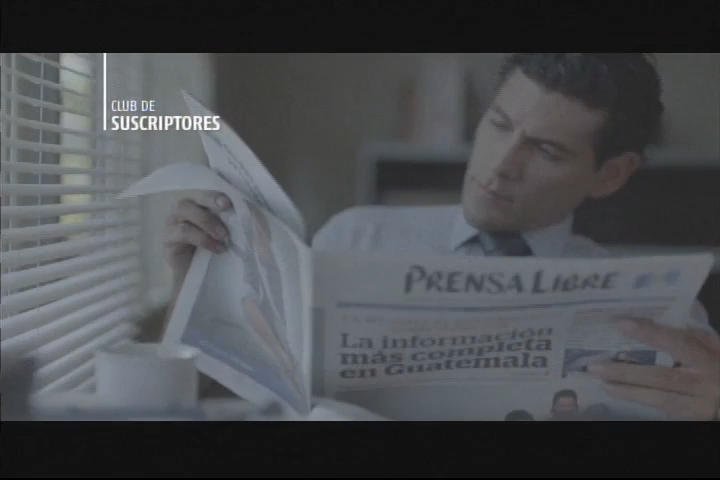 CLUB DE
SUSCRIPTORES
PRENSA LIBRE
La información
más completa
en Guatemala